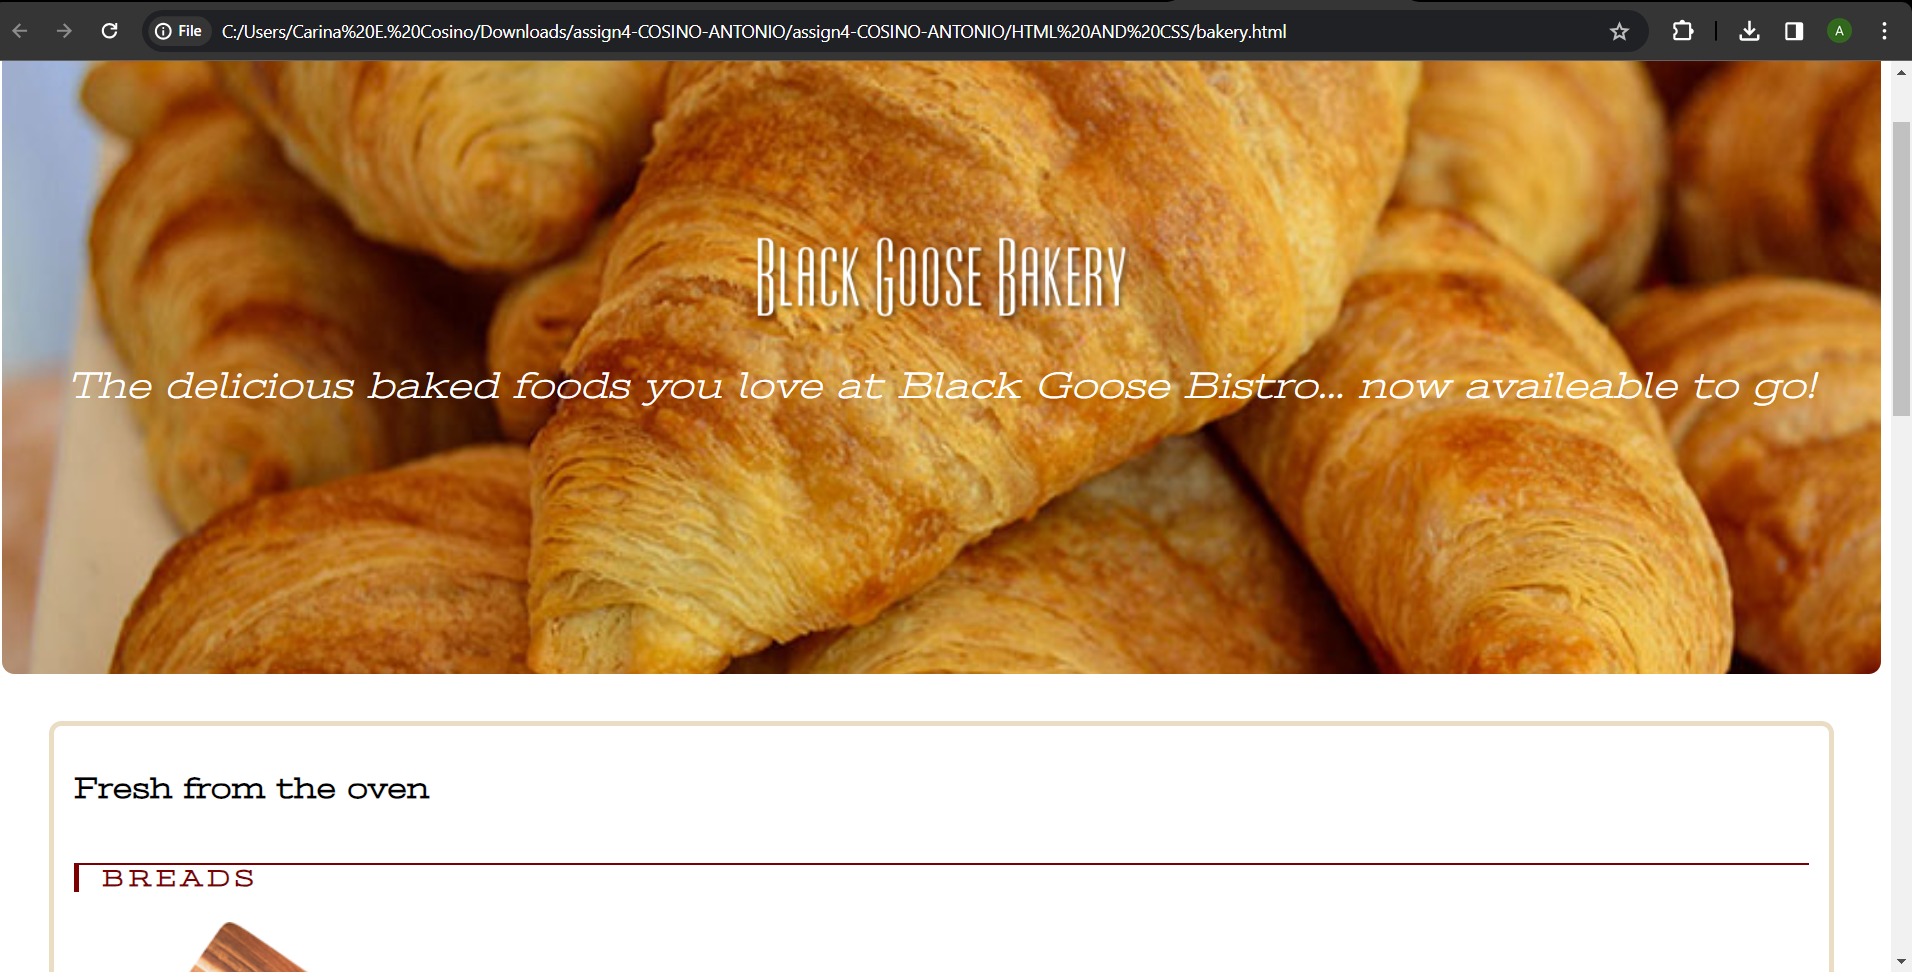 File C:/Users/Carina%20E.%20Cosino/Downloads/assign4-COSINO-ANTONIO/assign4-COSINO-ANTONIO/HTML%20AND%20CSS/bakery.html A
Black Goose Bakery
The delicious baked foods you love at Black Goose Bistro... now availeable to go!
Fresh from the oven
BREADS